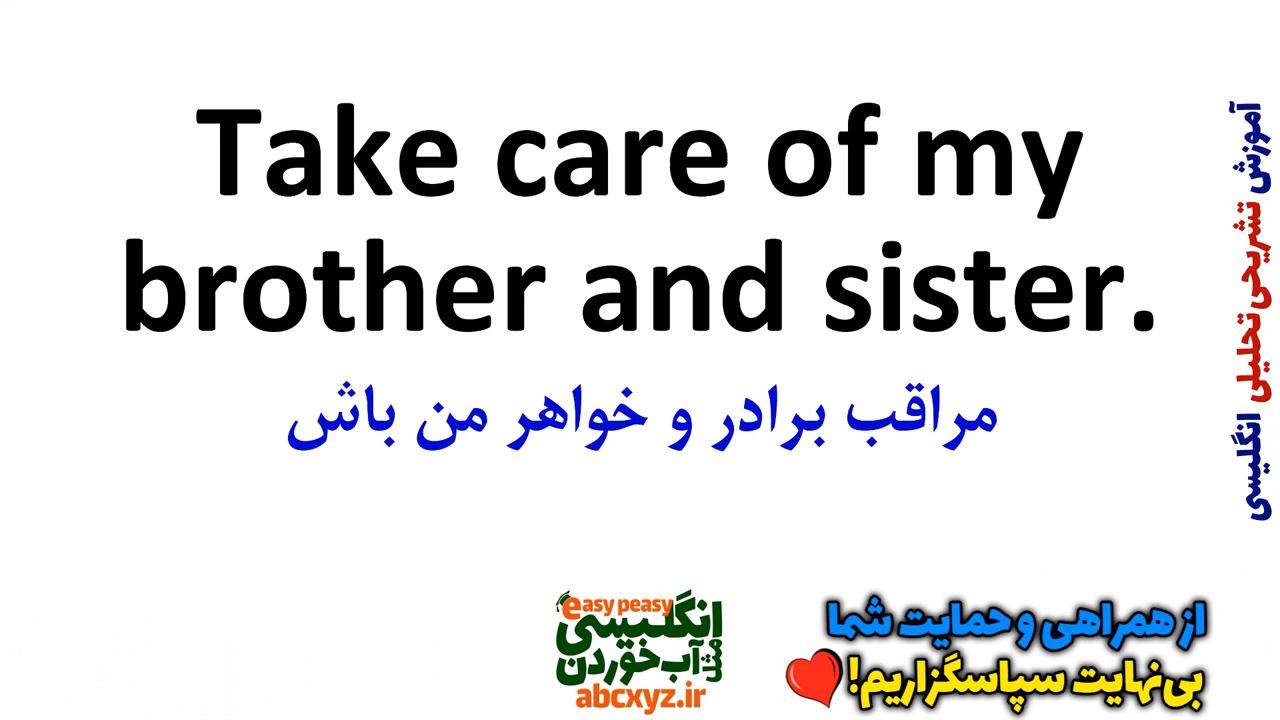 Take care of my
brother and sister.
مراقب برادر و خواهر من باش
آموزش تشریحی تحلیلی انگلیسی
easy peasy
انگلیسی
مثل آب خوردن
abcxyz.ir
از همراهی و حمایت شما
بی‌نهایت سپاسگزاریم!